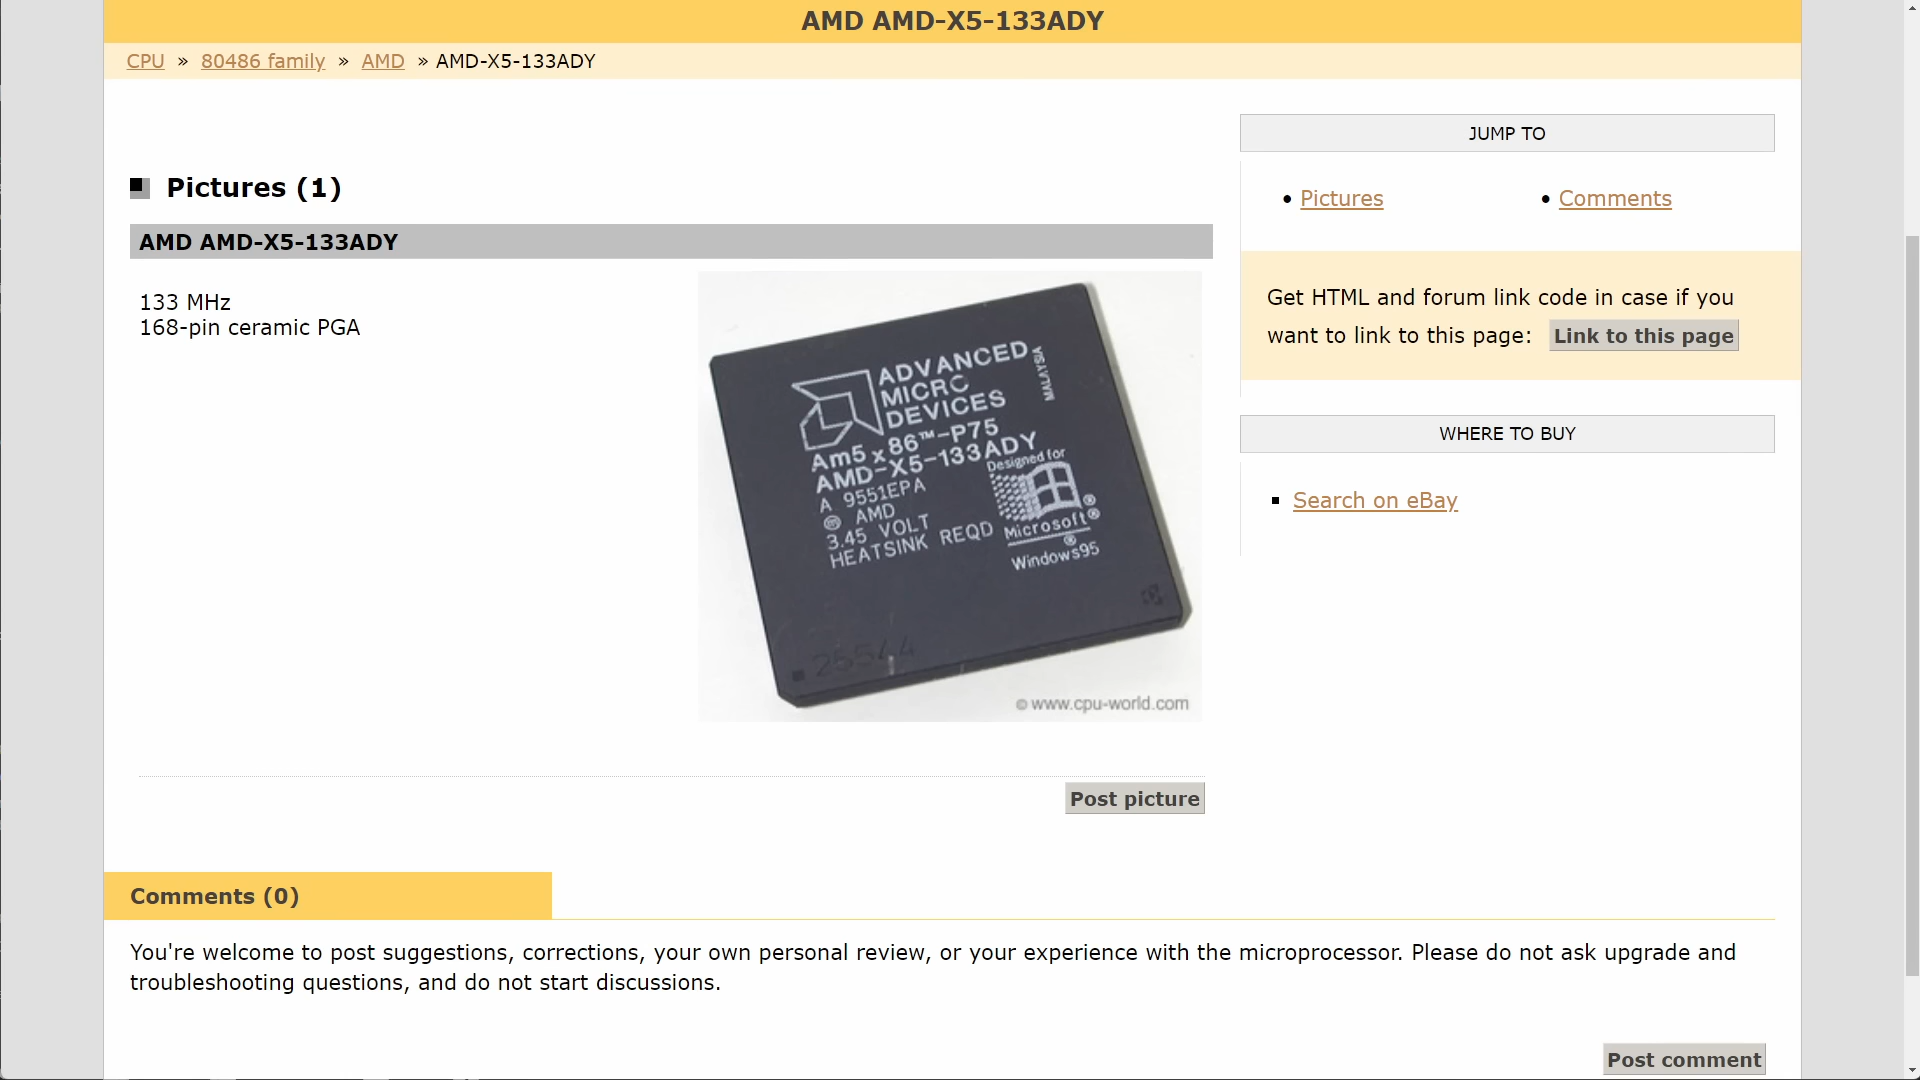 AMD AMD-X5-133ADY
CPU » 80486 family » AMD » AMD-X5-133ADY
Pictures (1)
AMD AMD-X5-133ADY
133 MHz
168-pin ceramic PGA
ADVANCED
MICRO
DEVICES
MALAYSIA
Am5x86™-P75
AMD-X5-133ADY
A 9551EPA
Ⓜ AMD
3.45 VOLT
HEATSINK REQD
Designed for
Microsoft®
Windows®95
25544
© www.cpu-world.com
Post picture
JUMP TO
• Pictures
• Comments
Get HTML and forum link code in case if you
want to link to this page: Link to this page
WHERE TO BUY
Search on eBay
Comments (0)
You're welcome to post suggestions, corrections, your own personal review, or your experience with the microprocessor. Please do not ask upgrade and
troubleshooting questions, and do not start discussions.
Post comment